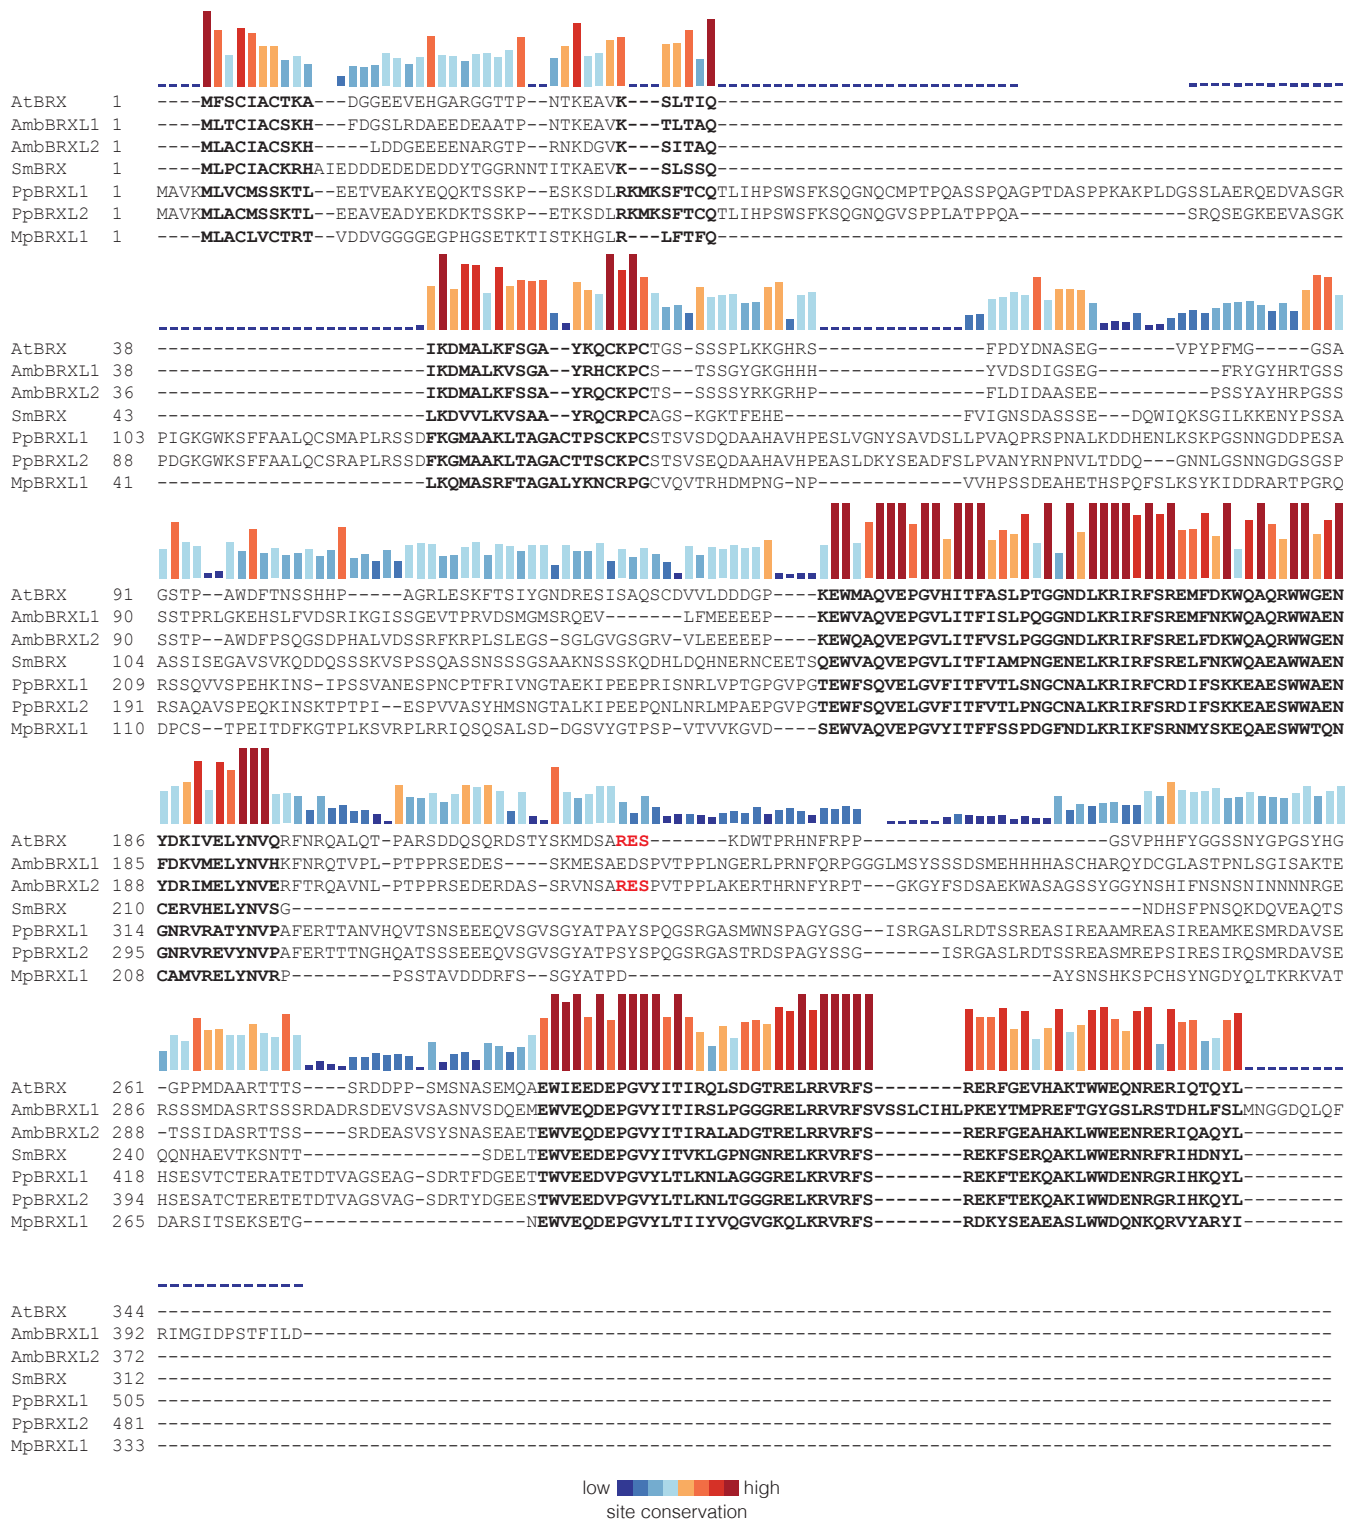 AtBRX 1 ----MFSCIACTKA---DGGEEVEHGARGGTTP--NTKEAVK---SLTIQ--------------------------------------------------------
AmbBRXL1 1 ----MLTCIACSKH---FDGSLRDAEEDEAATP--NTKEAVK---TLTAQ--------------------------------------------------------
AmbBRXL2 1 ----MLACIACSKH-----LDDGEEEENARGTP--RNKDGVK---SITAQ--------------------------------------------------------
SmBRX 1 ----MLPCIACKRHAIEDDDEDEDEDDYTGGRNNTITKAEVK---SLSSQ--------------------------------------------------------
PpBRXL1 1 MAVKMLVCMSSKTL--EETVEAKYEQQKTSSKP--ESKSDLRKMKSFTCQTLIHPSWSFKSQGNQCMPTPQASSPQAGPTDASPPKAKPLDGSSLAERQEDVASGR
PpBRXL2 1 MAVKMLACMSSKTL--EEAVEADYEKDKTSSKP--ETKSDLRKMKSFTCQTLIHPSWSFKSQGNQGVSPPLATPPQA---------------SRQSEGKEEVASGK
MpBRXL1 1 ----MLACLVCTRT--VDDVGGGGEGPHGSETKTISTKHGLR---LFTFQ--------------------------------------------------------
AtBRX 38 ------------------------IKDMALKFSGA--YKQCKPCTGS-SSSPLKKGHRS---------------FPDYDNASEG-------VPYPFMG-----GSA
AmbBRXL1 38 ------------------------IKDMALKVSGA--YRHCKPCS---TSSGYGKGHHH---------------YVDSDIGSEG---------FRYGYHRTGSS
AmbBRXL2 36 ------------------------IKDMALKFSSA--YRQCKPCTS--SSSSYRKGRHP---------------FLDIDAASEE-------PSSYAYHRPGSS
SmBRX 43 ------------------------LKDVVLKVSAA--YRQCRPCAGS-KGKTFEHE----------------FVIGNSDASSSE---DQWIQKSGILKKENYPSSA
PpBRXL1 103 PIGKGWKSFFAALQCSMAPLRSSDFKGMAAKLTAGACTPSCKPCSTSVSDQDAAHAVHPESLVGNYSAVDSLLPVAQPRSPNALKDDHENLKSKPGSNNGDDPESA
PpBRXL2 88 PDGKGWKSFFAALQCSRAPLRSSDFKGMAAKLTAGACTTSCKPCSTSVSEQDAAHAVHPEASLDKYSEADFSLPVANYRNPNVLTDDQ---GNNLGSNNGDGSGSP
MpBRXL1 41 ------------------------LKQMASRFTAGALYKNCRPGCVQVTRHDMPNG-NP-------------VVHPSSDEAHETHSPQFSLKSYKIDDRARTPGRQ
AtBRX 91 GSTP--AWDFTNSSHHP-----AGRLESKFTSIYGNDRESISAQSCDVVLDDDGP----KEWMAQVEPGVHITFASLPTGGNDLKRIRFSREMFDKWQAQRWWGEN
AmbBRXL1 90 SSTPRLGKEHSLFVDSRIKGISSGEVTPRVDSMGMSRQEV-------LFMEEEEP----KEWVAQVEPGVLITFISLPQGGNDLKRIRFSREMFNKWQAQRWWAEN
AmbBRXL2 90 SSTP--AWDFPSQGSDPHALVDSSRFKRPLSLEGS-SGLGVGSGRV-VLEEEEEP----KEWQAQVEPGVLITFVSLPGGGNDLKRIRFSRELFDKWQAQRWWGEN
SmBRX 104 ASSISEGAVSVKQDDQSSSKVSPSSQASSNSSSGSAAKNSSSKQDHLDQHNERNCEETSQEWVAQVEPGVLITFIAMPNGENELKRIRFSRELFNKWQAEAWWAEN
PpBRXL1 209 RSSQVVSPEHKINS-IPSSVANESPNCPTFRIVNGTAEKIPEEPRISNRLVPTGPGVPGTEWFSQVELGVFITFVTLSNGCNALKRIRFCRDIFSKKEAESWWAEN
PpBRXL2 191 RSAQAVSPEQKINSKTPTPI--ESPVVASYHMSNGTALKIPEEPQNLNRLMPAEPGVPGTEWFSQVELGVFITFVTLPNGCNALKRIRFSRDIFSKKEAESWWAEN
MpBRXL1 110 DPCS--TPEITDFKGTPLKSVRPLRRIQSQSALSD-DGSVYGTPSP-VTVVKGVD----SEWVAQVEPGVYITFFSSPDGFNDLKRIKFSRNMYSKEQAESWWTQN
AtBRX 186 YDKIVELYNVQRFNRQALQT-PARSDDQSQRDSTYSKMDSARES-------KDWTPRHNFRPP----------------------GSVPHHFYGGSSNYGPGSYHG
AmbBRXL1 185 FDKVMELYNVHKFNRQTVPL-PTPPRSEDES-----SKMESAEDSPVTPPLNGERLPRNFQRPGGGLMSYSSSDSMEHHHHASCHARQYDCGLASTPNLSGISAKTE
AmbBRXL2 188 YDRIMELYNVERFTRQAVNL-PTPPRSEDERDASS-SRVNSARESPVTPPLAKERTHRNFYRPT---GKGYFSDSAEKWASAGSSYGGYNSHIFNSNSNINNNNRGE
SmBRX 210 CERVHELYNVSG----------------------------------------------------------------------------NDHSFPNSQKDQVEAQTS
PpBRXL1 314 GNRVRATYNVPAFERTTANVHQVTSNSEEEQVSGVSGYATPAYSPQGSRGASMWNSPAGYGSG--ISRGASLRDTSSREASIREAAMREASIREAMKESMRDAVSE
PpBRXL2 295 GNRVREVYNVPAFERTTTNGHQATSSSEEEQVSGVSGYATPSYSPQGSRGASTRDSPAGYSSG-------ISRGASLRDTSSREASMREPSIRESIRQSMRDAVSE
MpBRXL1 208 CAMVRELYNVRP---------PSSTAVDDDRFS--SGYATPD--------------------------------------AYSNSHKSPCHSYNGDYQLTKRKVAT
AtBRX 261 -GPPMDAARTTTS----SRDDPP-SMSNASEMQAEWIEEDEPGVYITIRQLSDGTRELRRVRFS--------RERFGEVHAKTWWEQNRERIQTQYL---------
AmbBRXL1 286 RSSSMDASRTSSSRDADRSDEVSVSASNVSDQEMEWVEQDEPGVYITIRSLPGGGRELRRVRFSVSSLCIHLPKEYTMPREFTGYGSLRSTDHLFSLMNGGDQLQF
AmbBRXL2 288 -TSSIDASRTTSS----SRDEASVSYSNASEAETEWVEQDEPGVYITIRALADGTRELRRVRFS--------RERFGEAHAKLWWEENRERIQAQYL---------
SmBRX 240 QQNHAEVTKSNTT----------------SDELTEWVEEDEPGVYITVKLGPNGNRELKRVRFS--------REKFSERQAKLWWERNRFRIHDNYL---------
PpBRXL1 418 HSESVTCTERATETDTVAGSEAG-SDRTFDGEETTWVEEDVPGVYLTLKNLAGGGRELKRVRFS--------REKFTEKQAKLWWDENRGRIHKQYL---------
PpBRXL2 394 HSESATCTERETETDTVAGSVAG-SDRTYDGEESTWVEEDVPGVYLTLKNLTGGGRELKRVRFS--------REKFTEKQAKIWWDENRGRIHKQYL---------
MpBRXL1 265 DARSITSEKSETG--------------------NEWVEQDEPGVYLTIIYVQGVGKQLKRVRFS--------RDKYSEAEASLWWDQNKQRVYARYI---------
AtBRX 344 ---------------------------------------------------------------------------------------------------------
AmbBRXL1 392 RIMGIDPSTFILD--------------------------------------------------------------------------------------------
AmbBRXL2 372 ---------------------------------------------------------------------------------------------------------
SmBRX 312 ---------------------------------------------------------------------------------------------------------
PpBRXL1 505 ---------------------------------------------------------------------------------------------------------
PpBRXL2 481 ---------------------------------------------------------------------------------------------------------
MpBRXL1 333 ---------------------------------------------------------------------------------------------------------
low high
site conservation